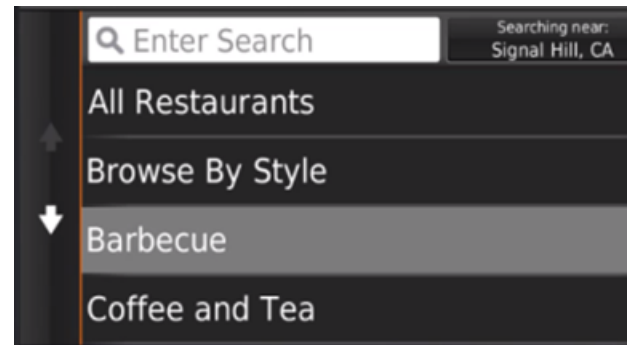 Enter Search
Searching near:
Signal Hill, CA
All Restaurants
Browse By Style
Barbecue
Coffee and Tea